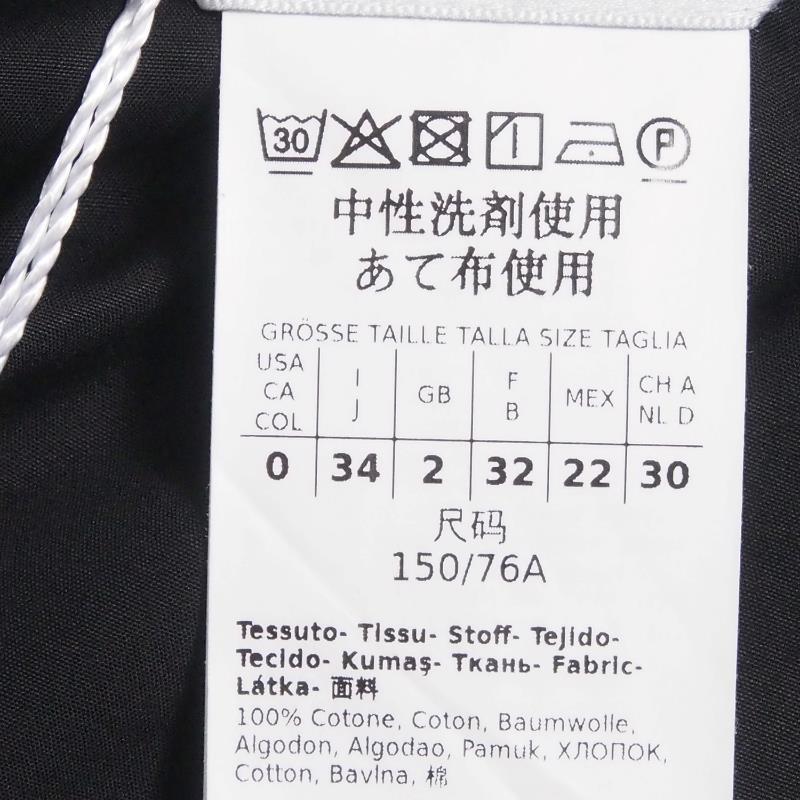 30 P
中性洗剤使用
あて布使用
GRÖSSE TAILLE TALLA SIZE TAGLIA
USA CA COL I J GB F B MEX CH A NL D
0 34 2 32 22 30
尺码
150/76A
Tessuto- Tissu- Stoff- Tejido-
Tecido- Kumaş- Ткань- Fabric-
Látka- 面料
100% Cotone, Coton, Baumwolle,
Algodon, Algodao, Pamuk, ХЛОПОК,
Cotton, Bavlna, 棉